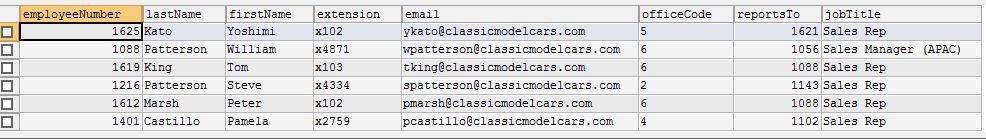 employeeNumber lastName firstName extension email officeCode reportsTo jobTitle
1625 Kato Yoshimi x102 ykato@classicmodelcars.com 5 1621 Sales Rep
1088 Patterson William x4871 wpatterson@classicmodelcars.com 6 1056 Sales Manager (APAC)
1619 King Tom x103 tking@classicmodelcars.com 6 1088 Sales Rep
1216 Patterson Steve x4334 spatterson@classicmodelcars.com 2 1143 Sales Rep
1612 Marsh Peter x102 pmarsh@classicmodelcars.com 6 1088 Sales Rep
1401 Castillo Pamela x2759 pcastillo@classicmodelcars.com 4 1102 Sales Rep